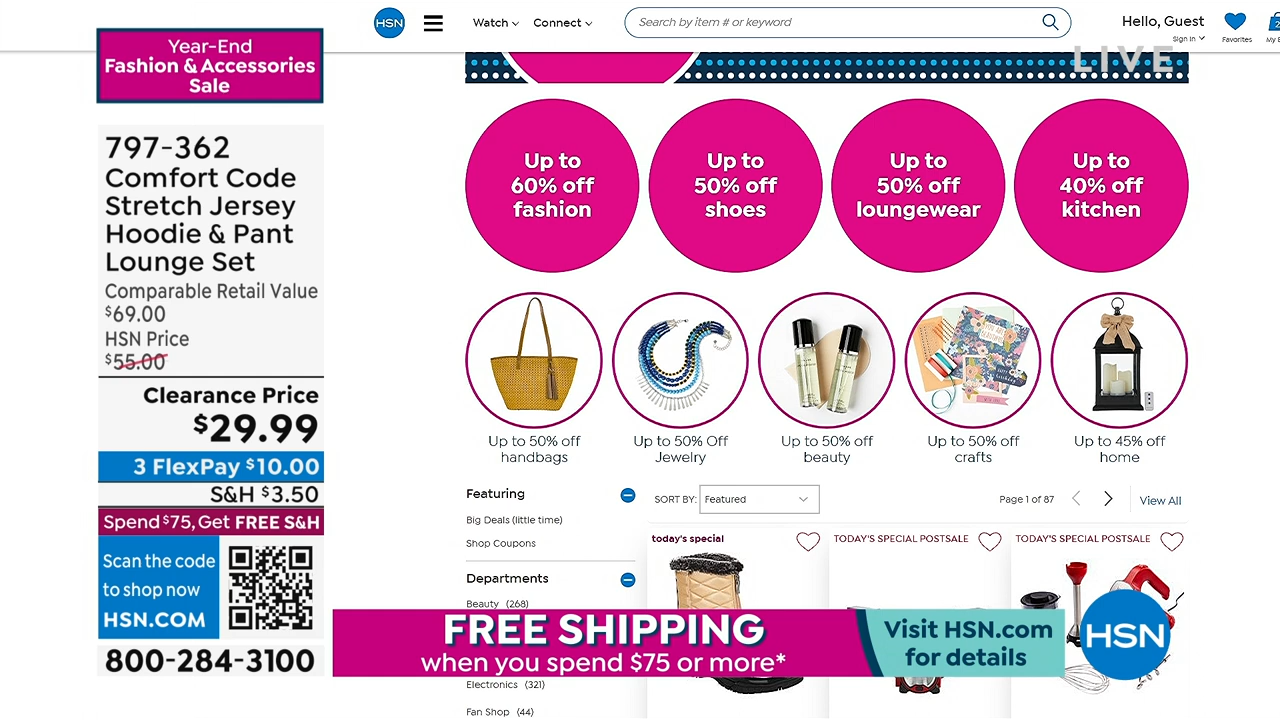 HSN
Watch
Connect
Search by item # or keyword
Hello, Guest
Sign In
Favorites
LIVE
Year-End
Fashion & Accessories
Sale
797-362
Comfort Code
Stretch Jersey
Hoodie & Pant
Lounge Set
Comparable Retail Value
$69.00
HSN Price
$55.00
Clearance Price
$29.99
3 FlexPay $10.00
S&H $3.50
Spend $75, Get FREE S&H
Scan the code
to shop now
HSN.COM
800-284-3100
Up to
60% off
fashion
Up to
50% off
shoes
Up to
50% off
loungewear
Up to
40% off
kitchen
Up to 50% off
handbags
Up to 50% Off
Jewelry
Up to 50% off
beauty
Up to 50% off
crafts
Up to 45% off
home
Featuring
Big Deals (little time)
Shop Coupons
Departments
Beauty (268)
Electronics (321)
Fan Shop (44)
SORT BY: Featured
Page 1 of 87
View All
today's special
TODAY'S SPECIAL POSTSALE
TODAY'S SPECIAL POSTSALE
FREE SHIPPING
when you spend $75 or more*
Visit HSN.com
for details
HSN